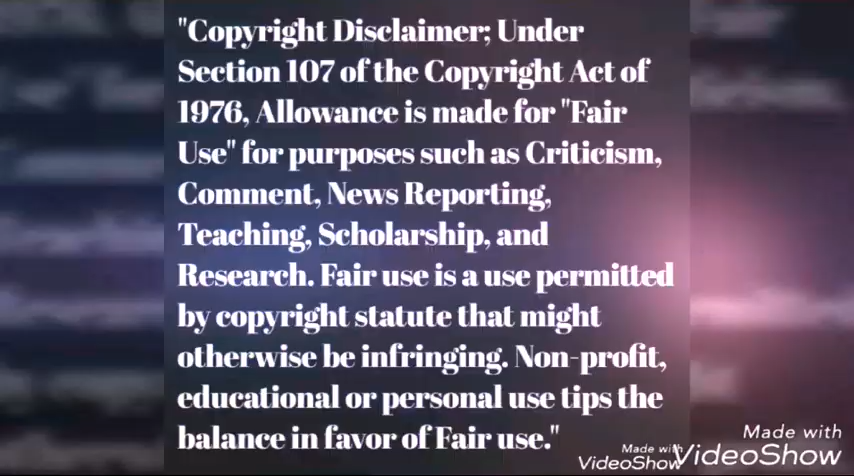 "Copyright Disclaimer; Under
Section 107 of the Copyright Act of
1976, Allowance is made for "Fair
Use" for purposes such as Criticism,
Comment, News Reporting,
Teaching, Scholarship, and
Research. Fair use is a use permitted
by copyright statute that might
otherwise be infringing. Non-profit,
educational or personal use tips the
balance in favor of Fair use."
Made with
VideoShow
Made with
VideoShow